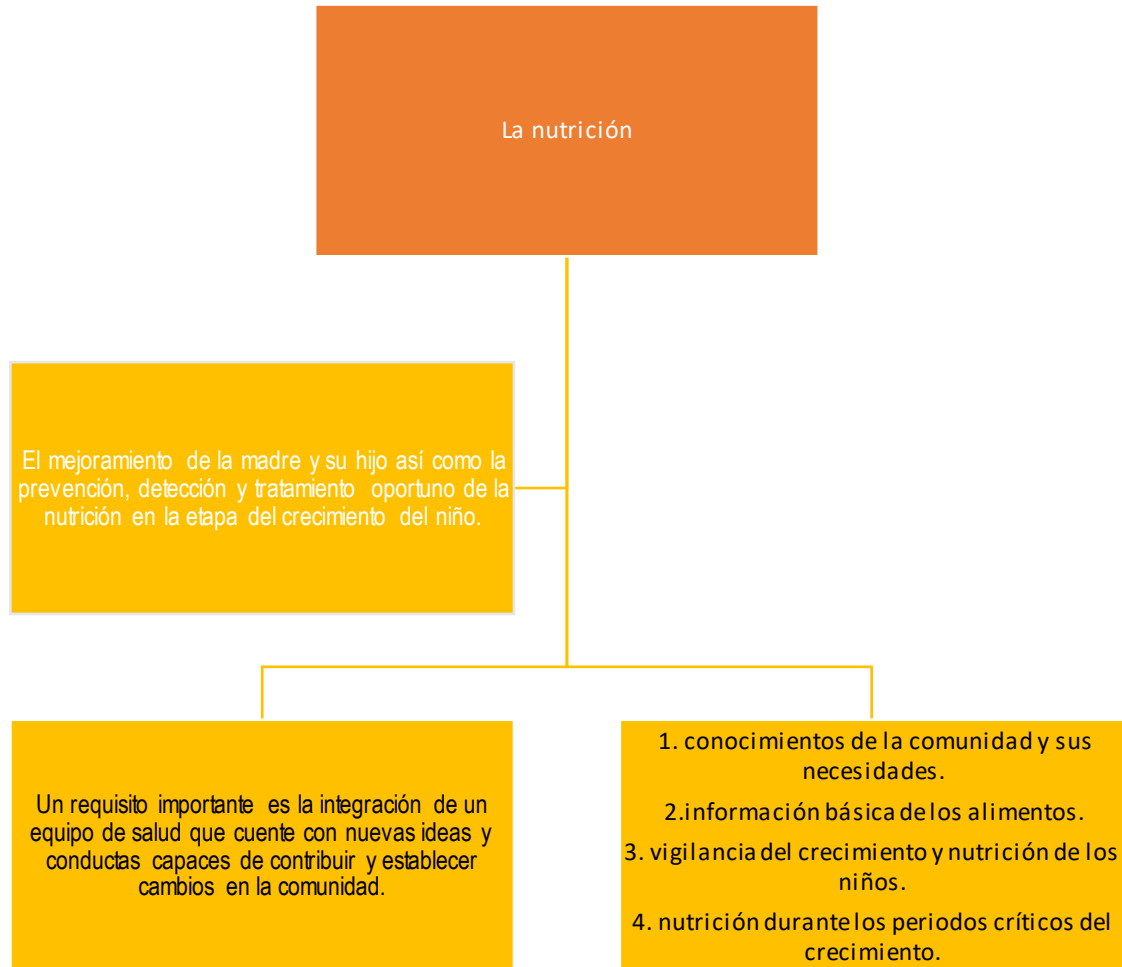 La nutrición
El mejoramiento de la madre y su hijo así como la
prevención, detección y tratamiento oportuno de la
nutrición en la etapa del crecimiento del niño.
Un requisito importante es la integración de un
equipo de salud que cuente con nuevas ideas y
conductas capaces de contribuir y establecer
cambios en la comunidad.
1. conocimientos de la comunidad y sus
necesidades.
2.información básica de los alimentos.
3. vigilancia del crecimiento y nutrición de los
niños.
4. nutrición durante los periodos críticos del
crecimiento.